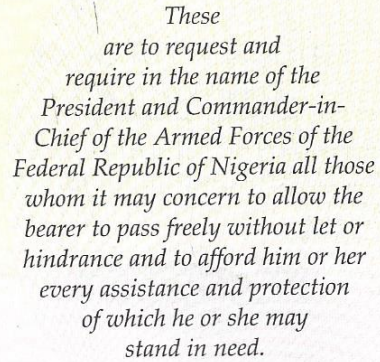 These
are to request and
require in the name of the
President and Commander-in-
Chief of the Armed Forces of the
Federal Republic of Nigeria all those
whom it may concern to allow the
bearer to pass freely without let or
hindrance and to afford him or her
every assistance and protection
of which he or she may
stand in need.